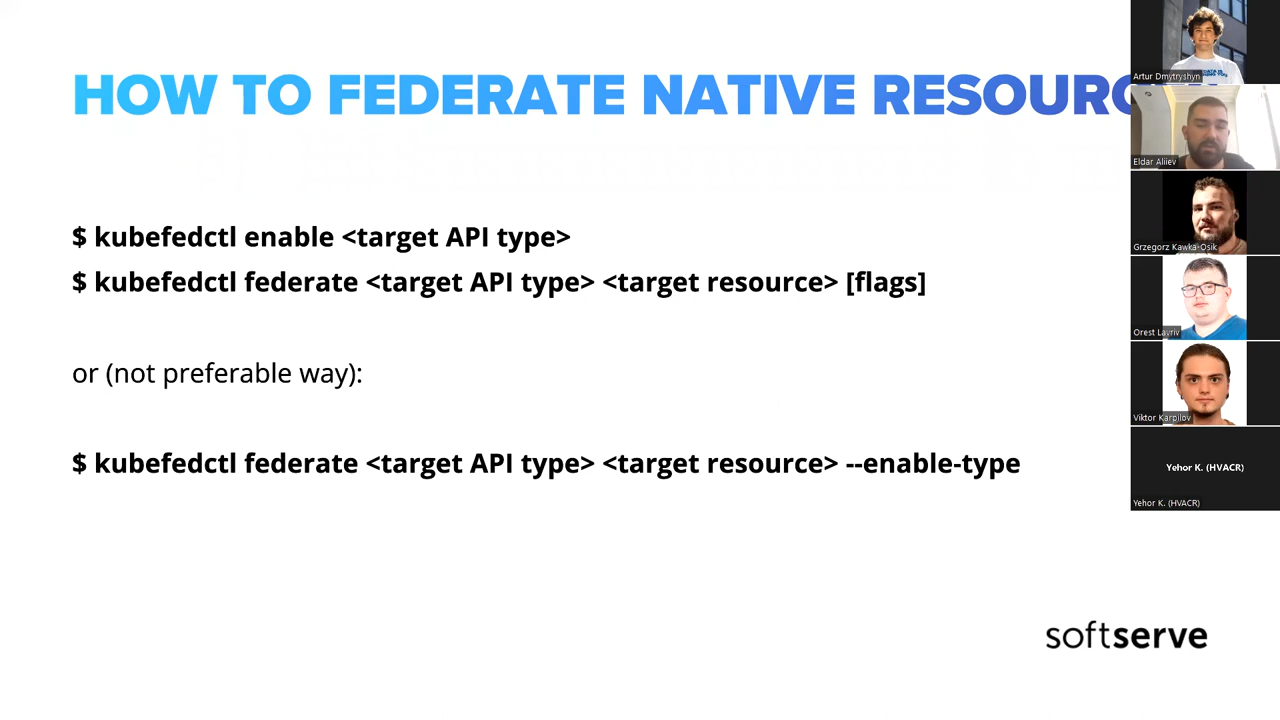 HOW TO FEDERATE NATIVE
$ kubefedctl enable <target API type>
$ kubefedctl federate <target API type> <target resource> [flags]
or (not preferable way):
$ kubefedctl federate <target API type> <target resource> --enable-type
softserve
Artur Dmytryshyn
Eldar Aliiev
Grzegorz Kawka-Osik
Orest Lavriv
Viktor Karpilov
Yehor K. (HVACR)
Yehor K. (HVACR)